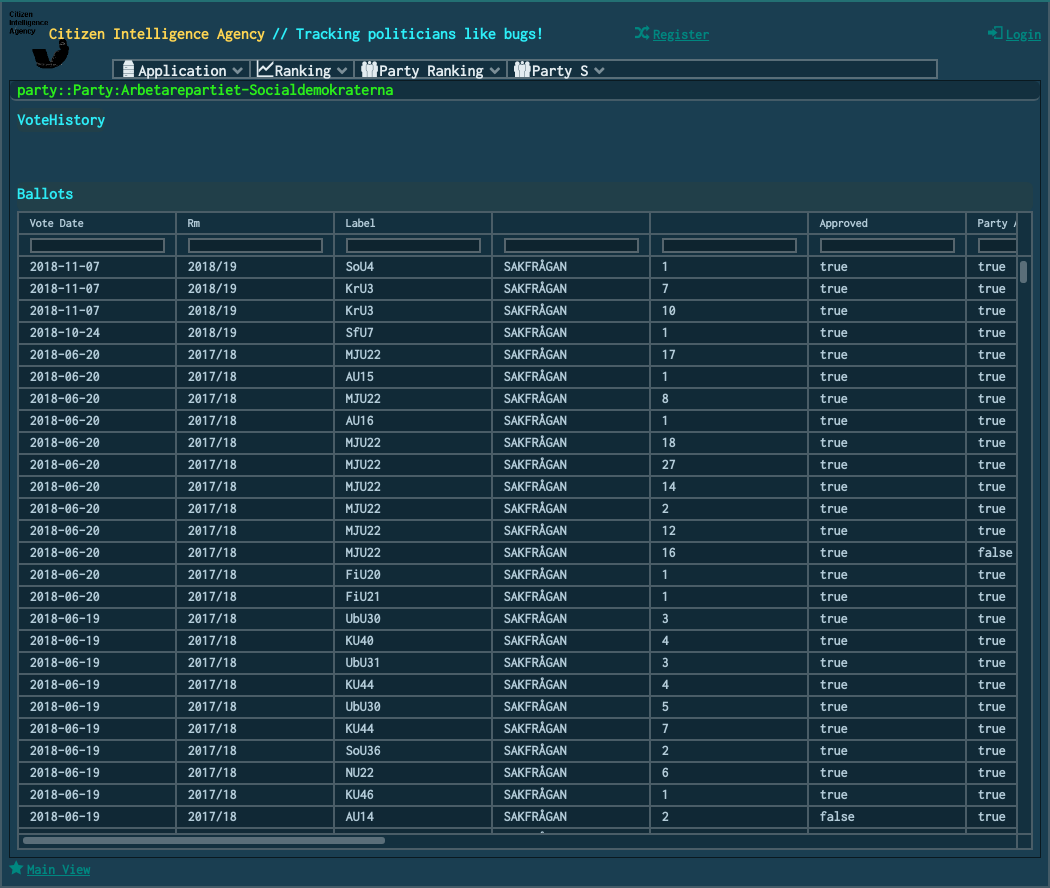 Citizen
Intelligence
Agency
Citizen Intelligence Agency // Tracking politicians like bugs!
Register
Login
Application Ranking Party Ranking Party S
party::Party:Arbetarepartiet-Socialdemokraterna
VoteHistory
Ballots
Vote Date Rm Label Approved Party A
2018-11-07 2018/19 SoU4 SAKFRÅGAN 1 true true
2018-11-07 2018/19 KrU3 SAKFRÅGAN 7 true true
2018-11-07 2018/19 KrU3 SAKFRÅGAN 10 true true
2018-10-24 2018/19 SfU7 SAKFRÅGAN 1 true true
2018-06-20 2017/18 MJU22 SAKFRÅGAN 17 true true
2018-06-20 2017/18 AU15 SAKFRÅGAN 1 true true
2018-06-20 2017/18 MJU22 SAKFRÅGAN 8 true true
2018-06-20 2017/18 AU16 SAKFRÅGAN 1 true true
2018-06-20 2017/18 MJU22 SAKFRÅGAN 18 true true
2018-06-20 2017/18 MJU22 SAKFRÅGAN 27 true true
2018-06-20 2017/18 MJU22 SAKFRÅGAN 14 true true
2018-06-20 2017/18 MJU22 SAKFRÅGAN 2 true true
2018-06-20 2017/18 MJU22 SAKFRÅGAN 12 true true
2018-06-20 2017/18 MJU22 SAKFRÅGAN 16 true false
2018-06-20 2017/18 FiU20 SAKFRÅGAN 1 true true
2018-06-20 2017/18 FiU21 SAKFRÅGAN 1 true true
2018-06-19 2017/18 UbU30 SAKFRÅGAN 3 true true
2018-06-19 2017/18 KU40 SAKFRÅGAN 4 true true
2018-06-19 2017/18 UbU31 SAKFRÅGAN 3 true true
2018-06-19 2017/18 KU44 SAKFRÅGAN 4 true true
2018-06-19 2017/18 UbU30 SAKFRÅGAN 5 true true
2018-06-19 2017/18 KU44 SAKFRÅGAN 7 true true
2018-06-19 2017/18 SoU36 SAKFRÅGAN 2 true true
2018-06-19 2017/18 NU22 SAKFRÅGAN 6 true true
2018-06-19 2017/18 KU46 SAKFRÅGAN 1 true true
2018-06-19 2017/18 AU14 SAKFRÅGAN 2 false true
Main View